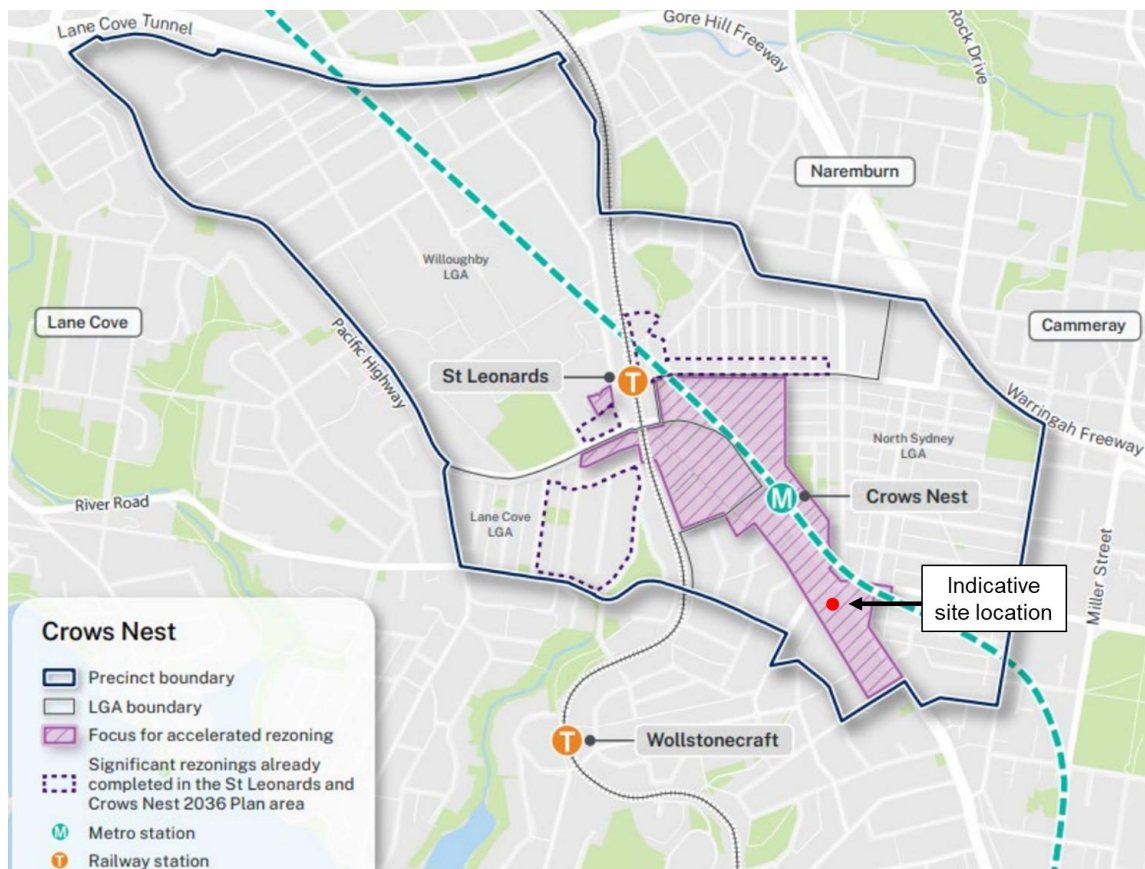 Lane Cove Tunnel
Gore Hill Freeway
Rock Drive
Naremburn
Willoughby
LGA
Lane Cove
Cammeray
Pacific Highway
St Leonards
T
Warringah Freeway
North Sydney
LGA
M
Crows Nest
River Road
Lane Cove
LGA
Indicative
site location
Miller Street
Crows Nest
Precinct boundary
LGA boundary
Focus for accelerated rezoning
Significant rezonings already
completed in the St Leonards and
Crows Nest 2036 Plan area
M Metro station
T Railway station
T
Wollstonecraft